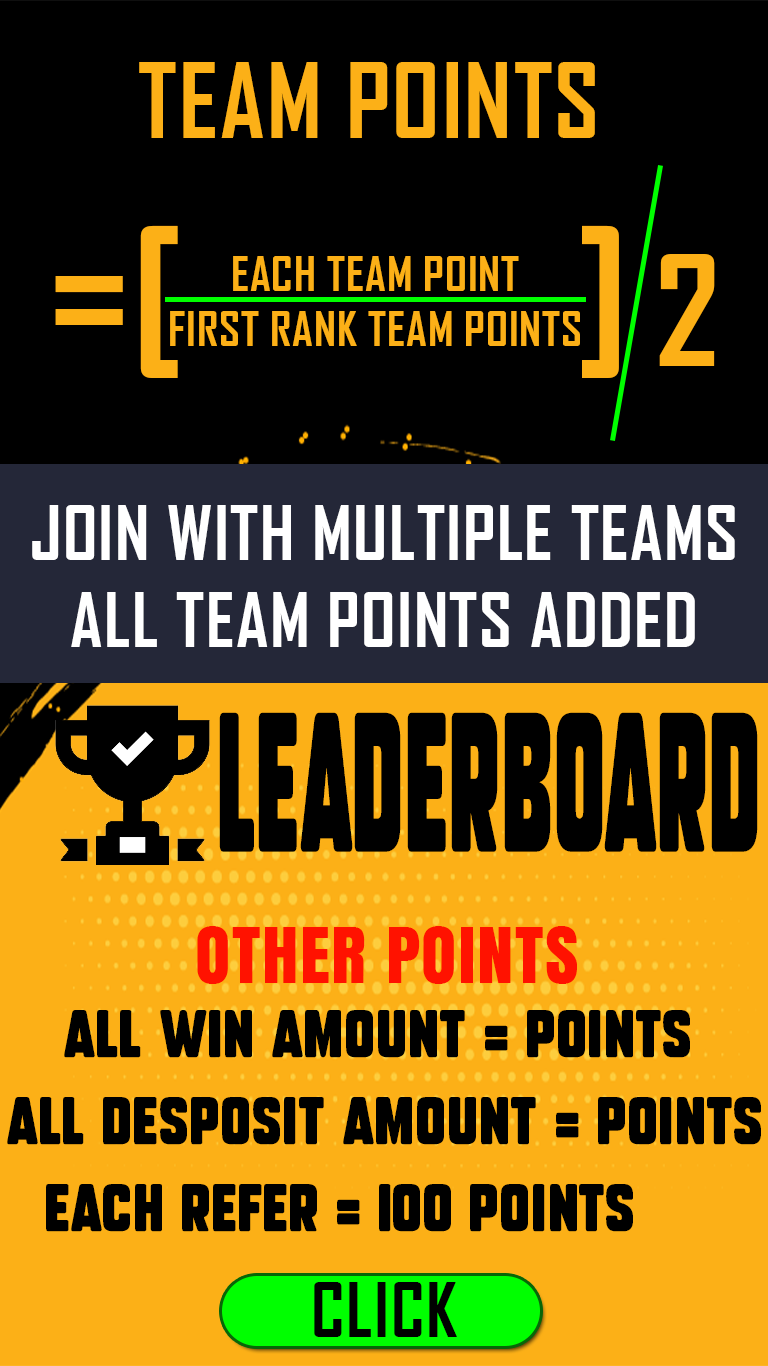 TEAM POINTS
=[EACH TEAM POINT
FIRST RANK TEAM POINTS]/2
JOIN WITH MULTIPLE TEAMS
ALL TEAM POINTS ADDED
LEADERBOARD
OTHER POINTS
ALL WIN AMOUNT = POINTS
ALL DESPOSIT AMOUNT = POINTS
EACH REFER = 100 POINTS
CLICK